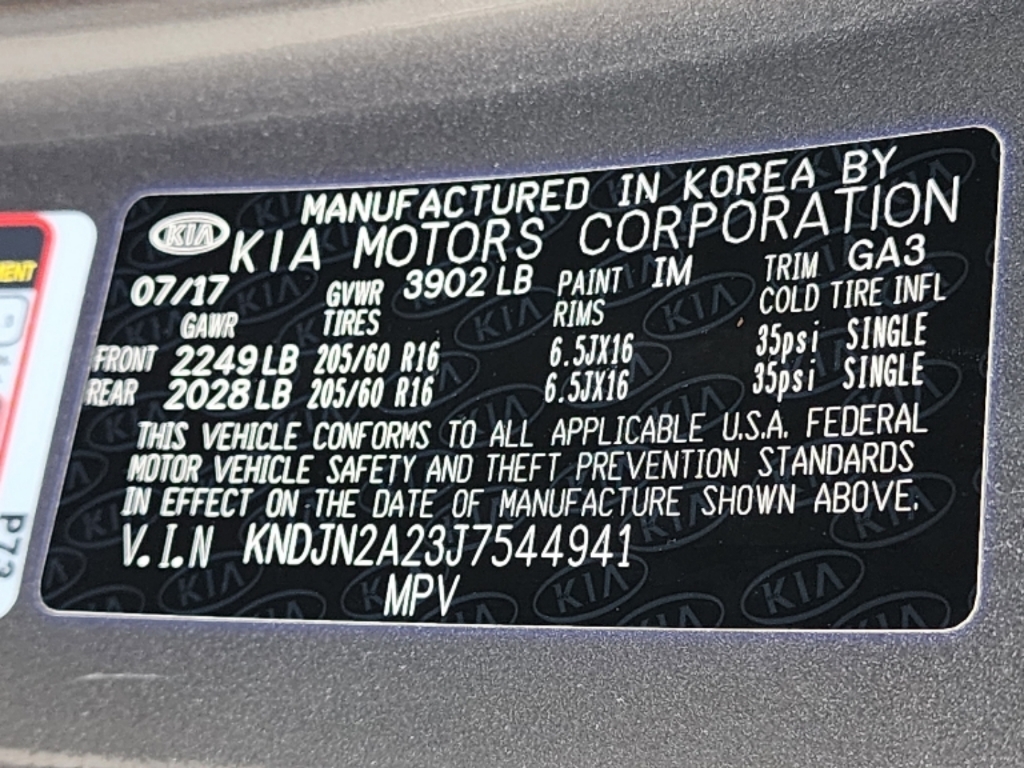 MANUFACTURED IN KOREA BY
KIA KIA MOTORS CORPORATION
07/17 GVWR 3902 LB PAINT IM TRIM GA3
GAWR TIRES RIMS COLD TIRE INFL
FRONT 2249 LB 205/60 R16 6.5JX16 35psi SINGLE
REAR 2028 LB 205/60 R16 6.5JX16 35psi SINGLE
THIS VEHICLE CONFORMS TO ALL APPLICABLE U.S.A. FEDERAL
MOTOR VEHICLE SAFETY AND THEFT PREVENTION STANDARDS
IN EFFECT ON THE DATE OF MANUFACTURE SHOWN ABOVE.
V.I.N KNDJN2A23J7544941
MPV